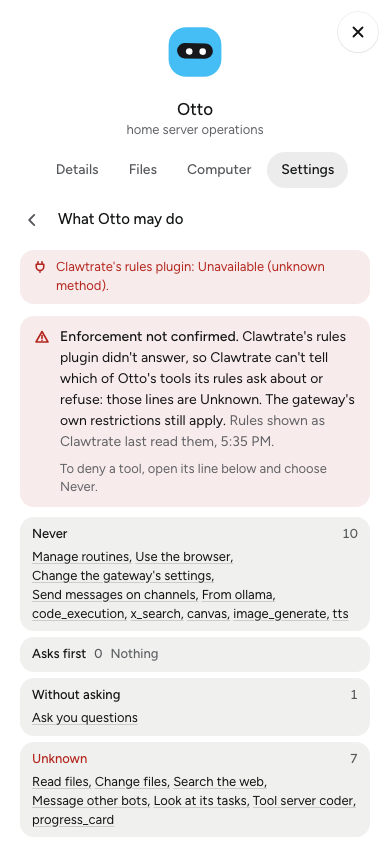 Otto
home server operations
Details Files Computer Settings
What Otto may do
Clawtrate's rules plugin: Unavailable (unknown
method).
Enforcement not confirmed. Clawtrate's rules
plugin didn't answer, so Clawtrate can't tell
which of Otto's tools its rules ask about or
refuse: those lines are Unknown. The gateway's
own restrictions still apply. Rules shown as
Clawtrate last read them, 5:35 PM.
To deny a tool, open its line below and choose
Never.
Never 10
Manage routines, Use the browser,
Change the gateway's settings,
Send messages on channels, From ollama,
code_execution, x_search, canvas, image_generate, tts
Asks first 0 Nothing
Without asking 1
Ask you questions
Unknown 7
Read files, Change files, Search the web,
Message other bots, Look at its tasks, Tool server coder,
progress_card